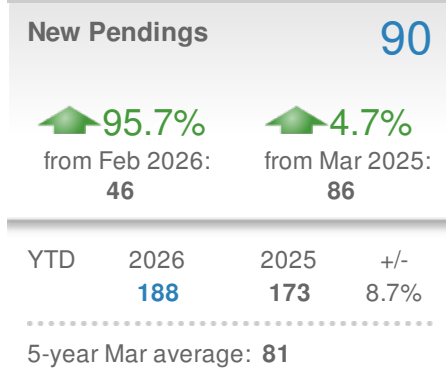 New Pendings 90
95.7% 4.7%
from Feb 2026: from Mar 2025:
46 86
YTD 2026 2025 +/-
188 173 8.7%
5-year Mar average: 81